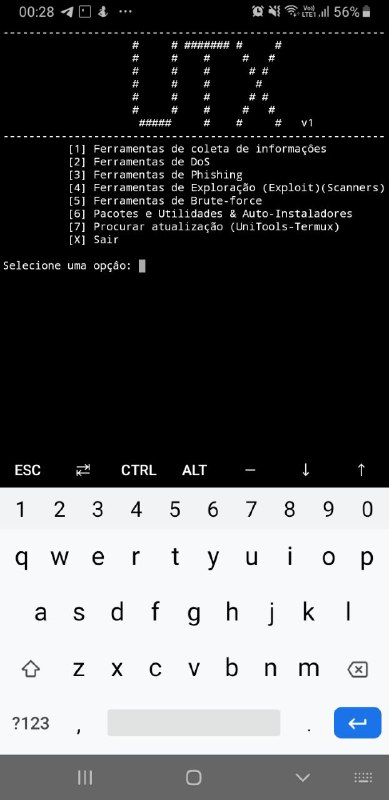 00:28 ··· Vo) LTE1 56%
v1
[1] Ferramentas de coleta de informações
[2] Ferramentas de DoS
[3] Ferramentas de Phishing
[4] Ferramentas de Exploração (Exploit)(Scanners)
[5] Ferramentas de Brute-force
[6] Pacotes e Utilidades & Auto-Instaladores
[7] Procurar atualização (UniTools-Termux)
[X] Sair
Selecione uma opção:
ESC ⇄ CTRL ALT — ↓ ↑
1 2 3 4 5 6 7 8 9 0
q w e r t y u i o p
a s d f g h j k l
z x c v b n m
?123 , .